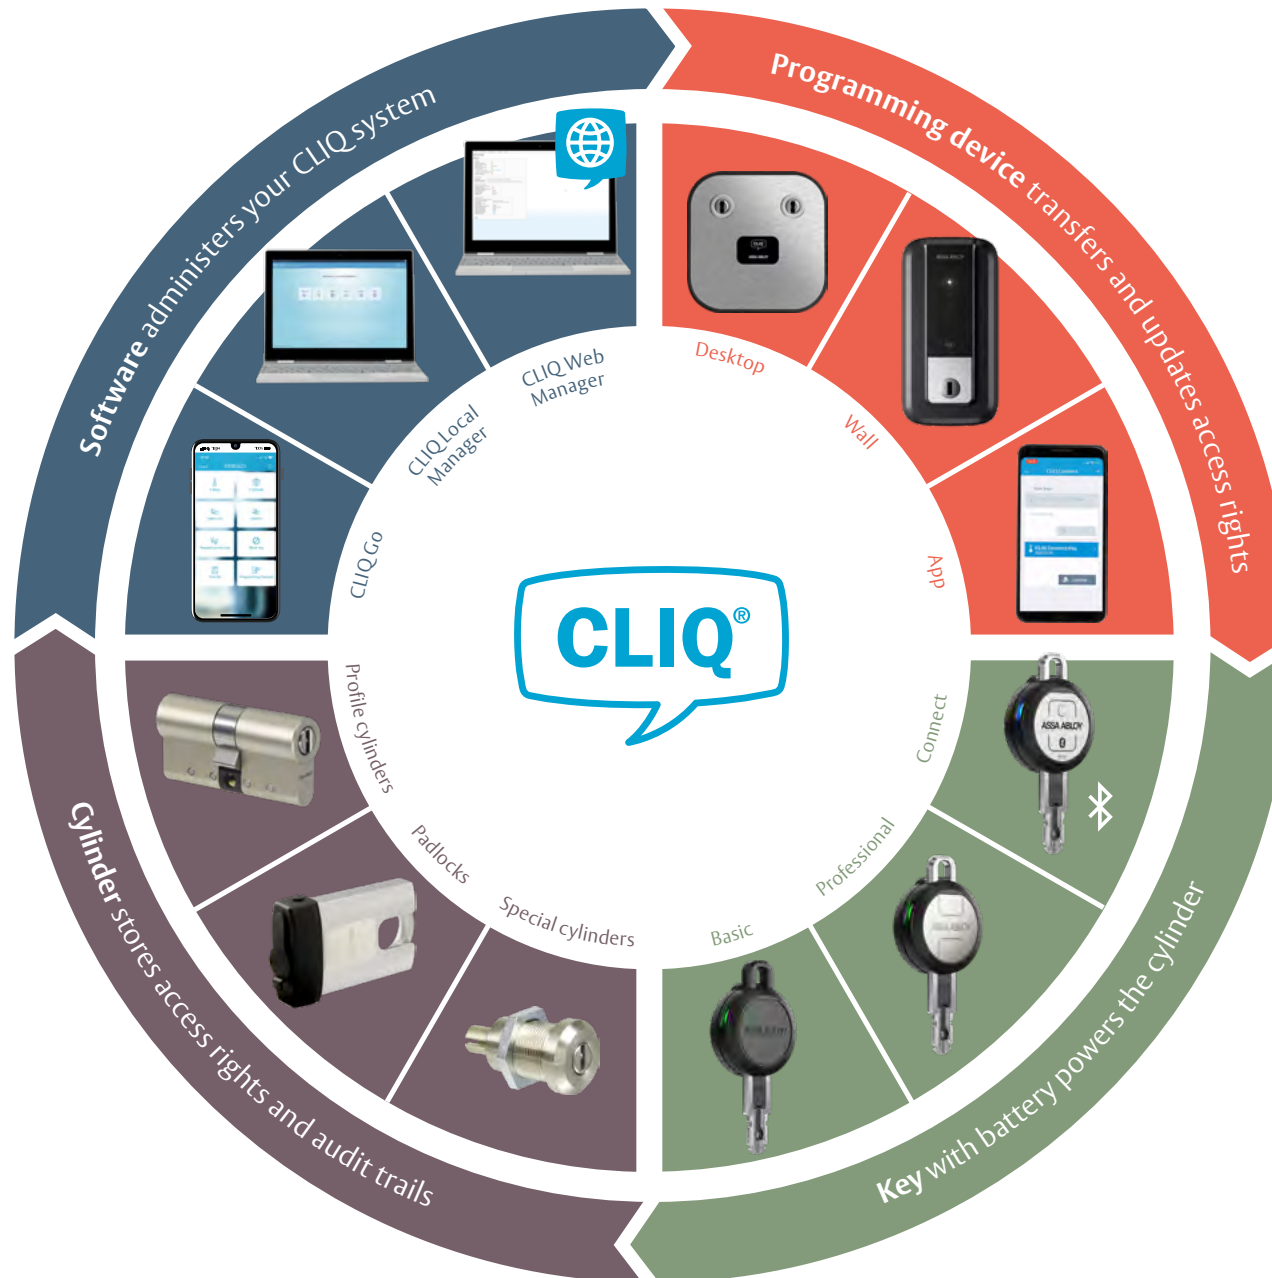 Software administers your CLIQ system
Programming device transfers and updates access rights
Key with battery powers the cylinder
Cylinder stores access rights and audit trails
CLIQ Web
Manager
CLIQ Local
Manager
CLIQ Go
Desktop
Wall
App
Connect
Professional
Basic
Special cylinders
Padlocks
Profile cylinders
CLIQ®
ASSA ABLOY